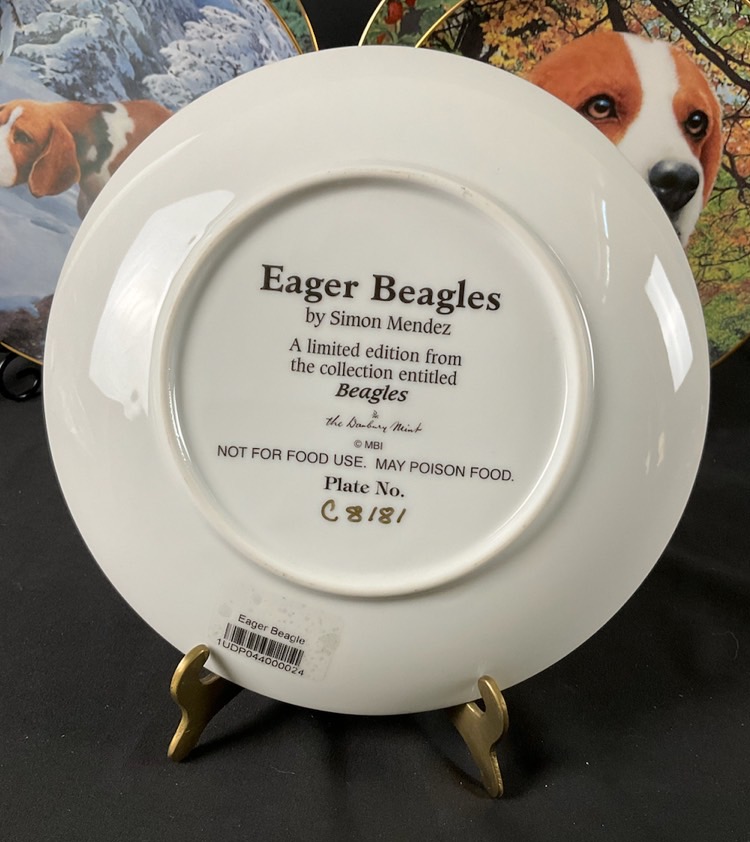 Eager Beagles
by Simon Mendez
A limited edition from
the collection entitled
Beagles
the Danbury Mint
© MBI
NOT FOR FOOD USE. MAY POISON FOOD.
Plate No.
C 8181
Eager Beagle
1UDP044000024